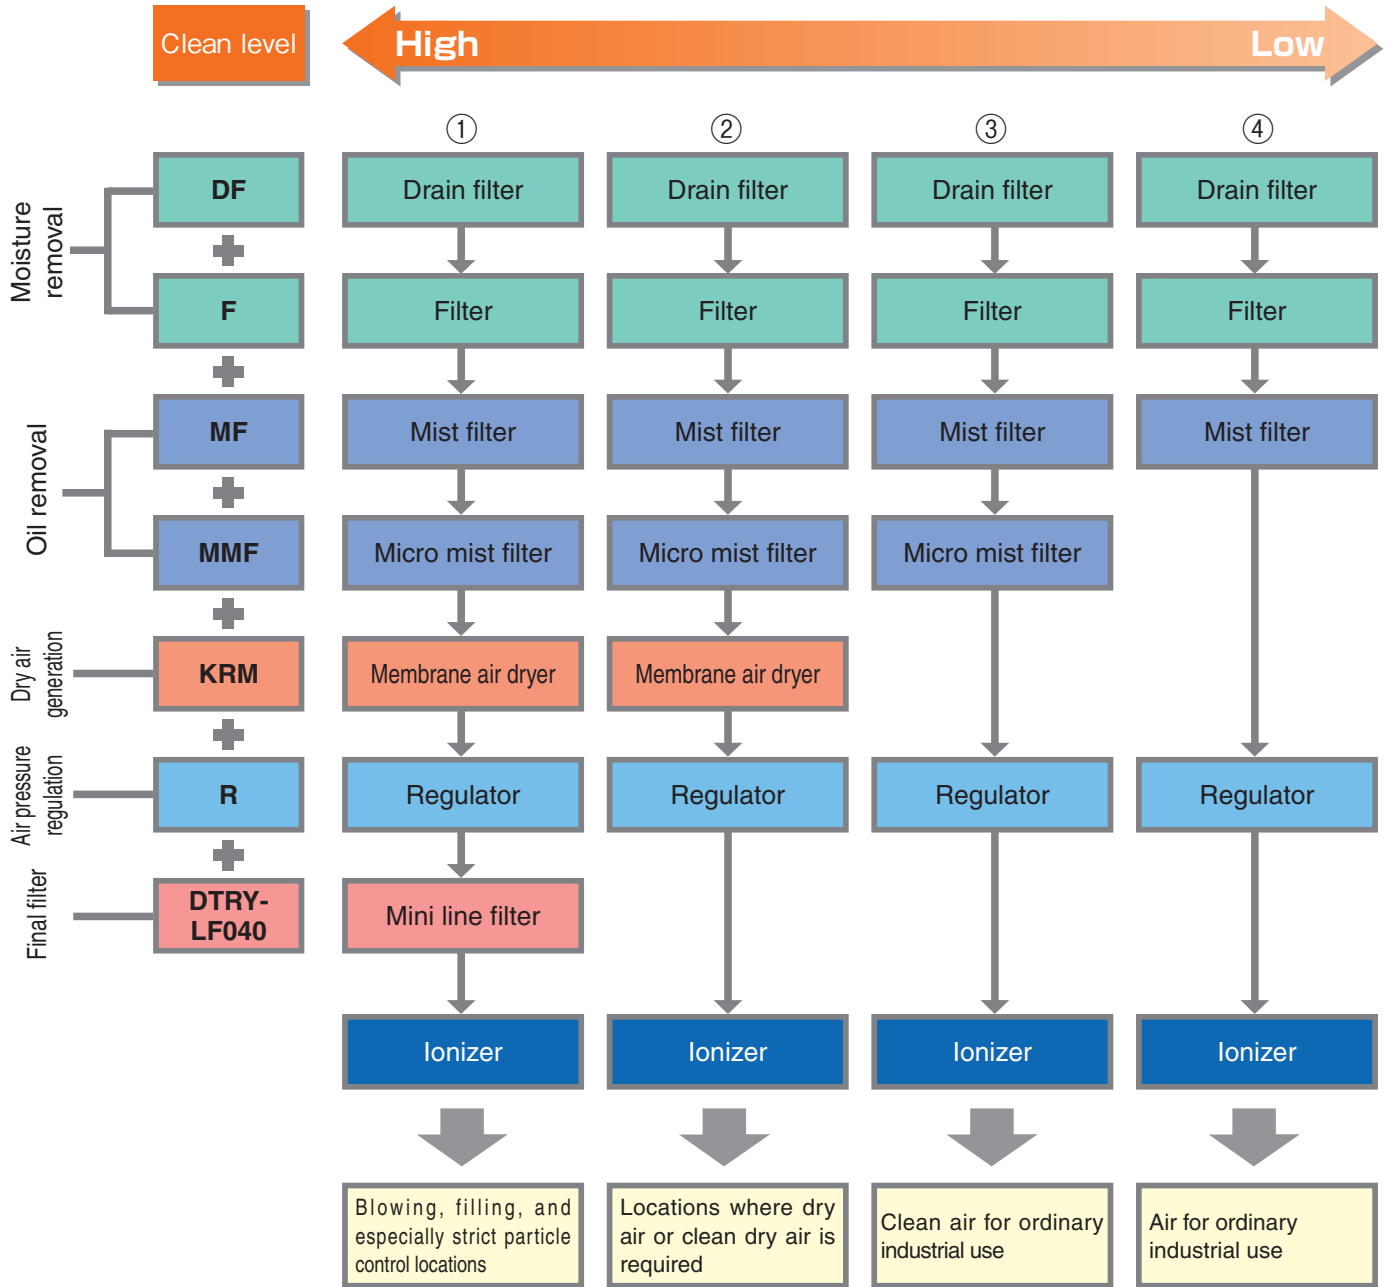 Clean level
High
Low
①
②
③
④
Moisture
removal
DF
Drain filter
Drain filter
Drain filter
Drain filter
F
Filter
Filter
Filter
Filter
Oil removal
MF
Mist filter
Mist filter
Mist filter
Mist filter
MMF
Micro mist filter
Micro mist filter
Micro mist filter
Dry air
generation
KRM
Membrane air dryer
Membrane air dryer
Air pressure
regulation
R
Regulator
Regulator
Regulator
Regulator
Final filter
DTRY-
LF040
Mini line filter
Ionizer
Ionizer
Ionizer
Ionizer
Blowing, filling, and
especially strict particle
control locations
Locations where dry
air or clean dry air is
required
Clean air for ordinary
industrial use
Air for ordinary
industrial use